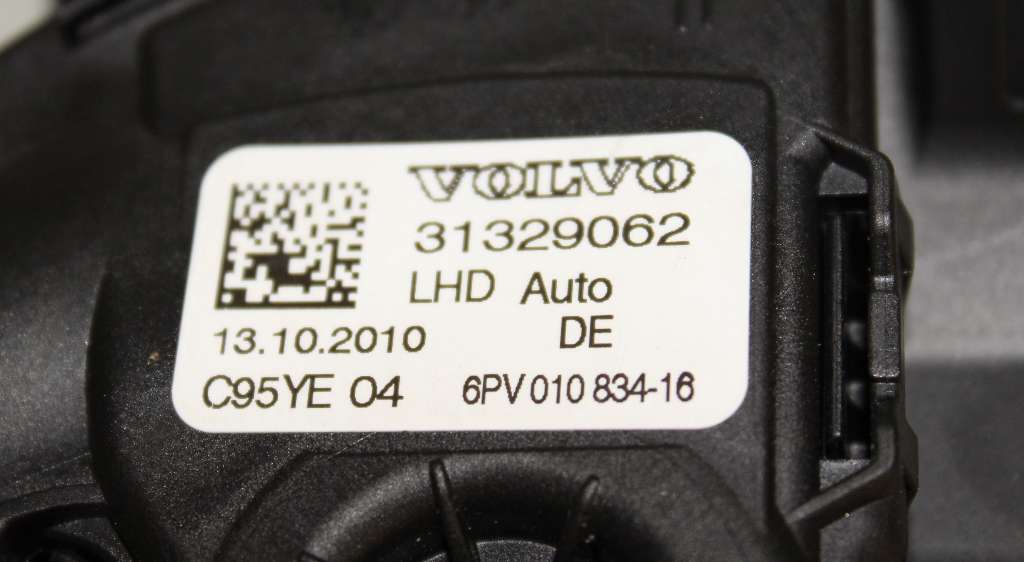 VOLVO
31329062
LHD Auto
13.10.2010 DE
C95YE 04 6PV 010 834-16